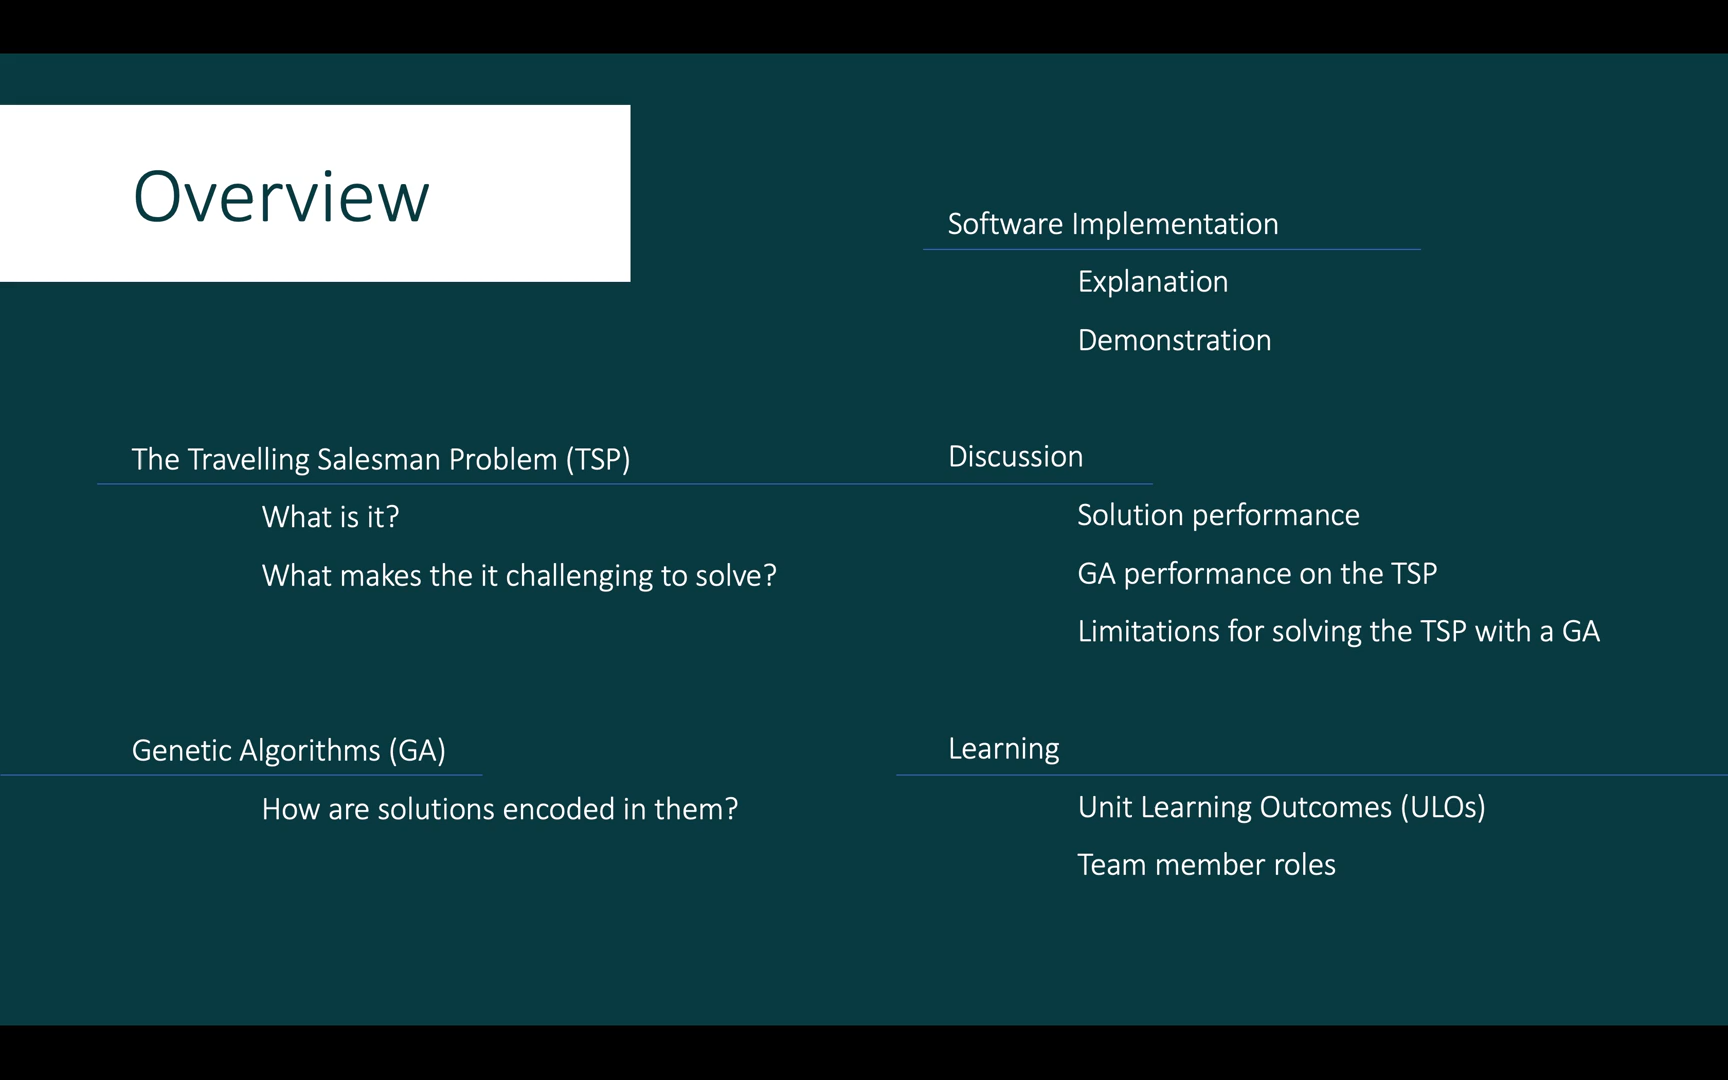 Overview
The Travelling Salesman Problem (TSP)
What is it?
What makes the it challenging to solve?
Genetic Algorithms (GA)
How are solutions encoded in them?
Software Implementation
Explanation
Demonstration
Discussion
Solution performance
GA performance on the TSP
Limitations for solving the TSP with a GA
Learning
Unit Learning Outcomes (ULOs)
Team member roles